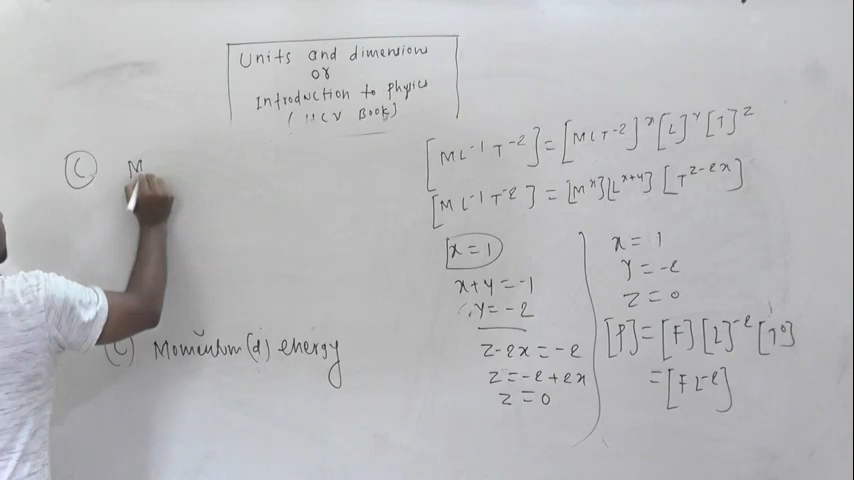 Units and dimensions
or
Introduction to Physics
(HCV Book)
(C) M
(C) Momentum (d) energy
[ML⁻¹T⁻²] = [MLT⁻²]ˣ[L]ʸ[T]ᶻ
[ML⁻¹T⁻²] = [Mˣ][Lˣ⁺ʸ][Tᶻ⁻²ˣ]
x = 1
x+y = -1
y = -2
z-2x = -2
z = -2+2x
z = 0
x = 1
y = -2
z = 0
[P] = [F][L]⁻²[T⁰]
= [FL⁻²]